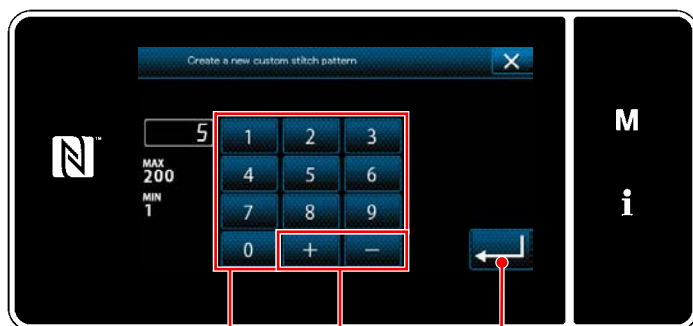 Create a new custom stitch pattern
5
1 2 3
MAX
200
4 5 6
MIN
1
7 8 9
0 + −
N™
M
i